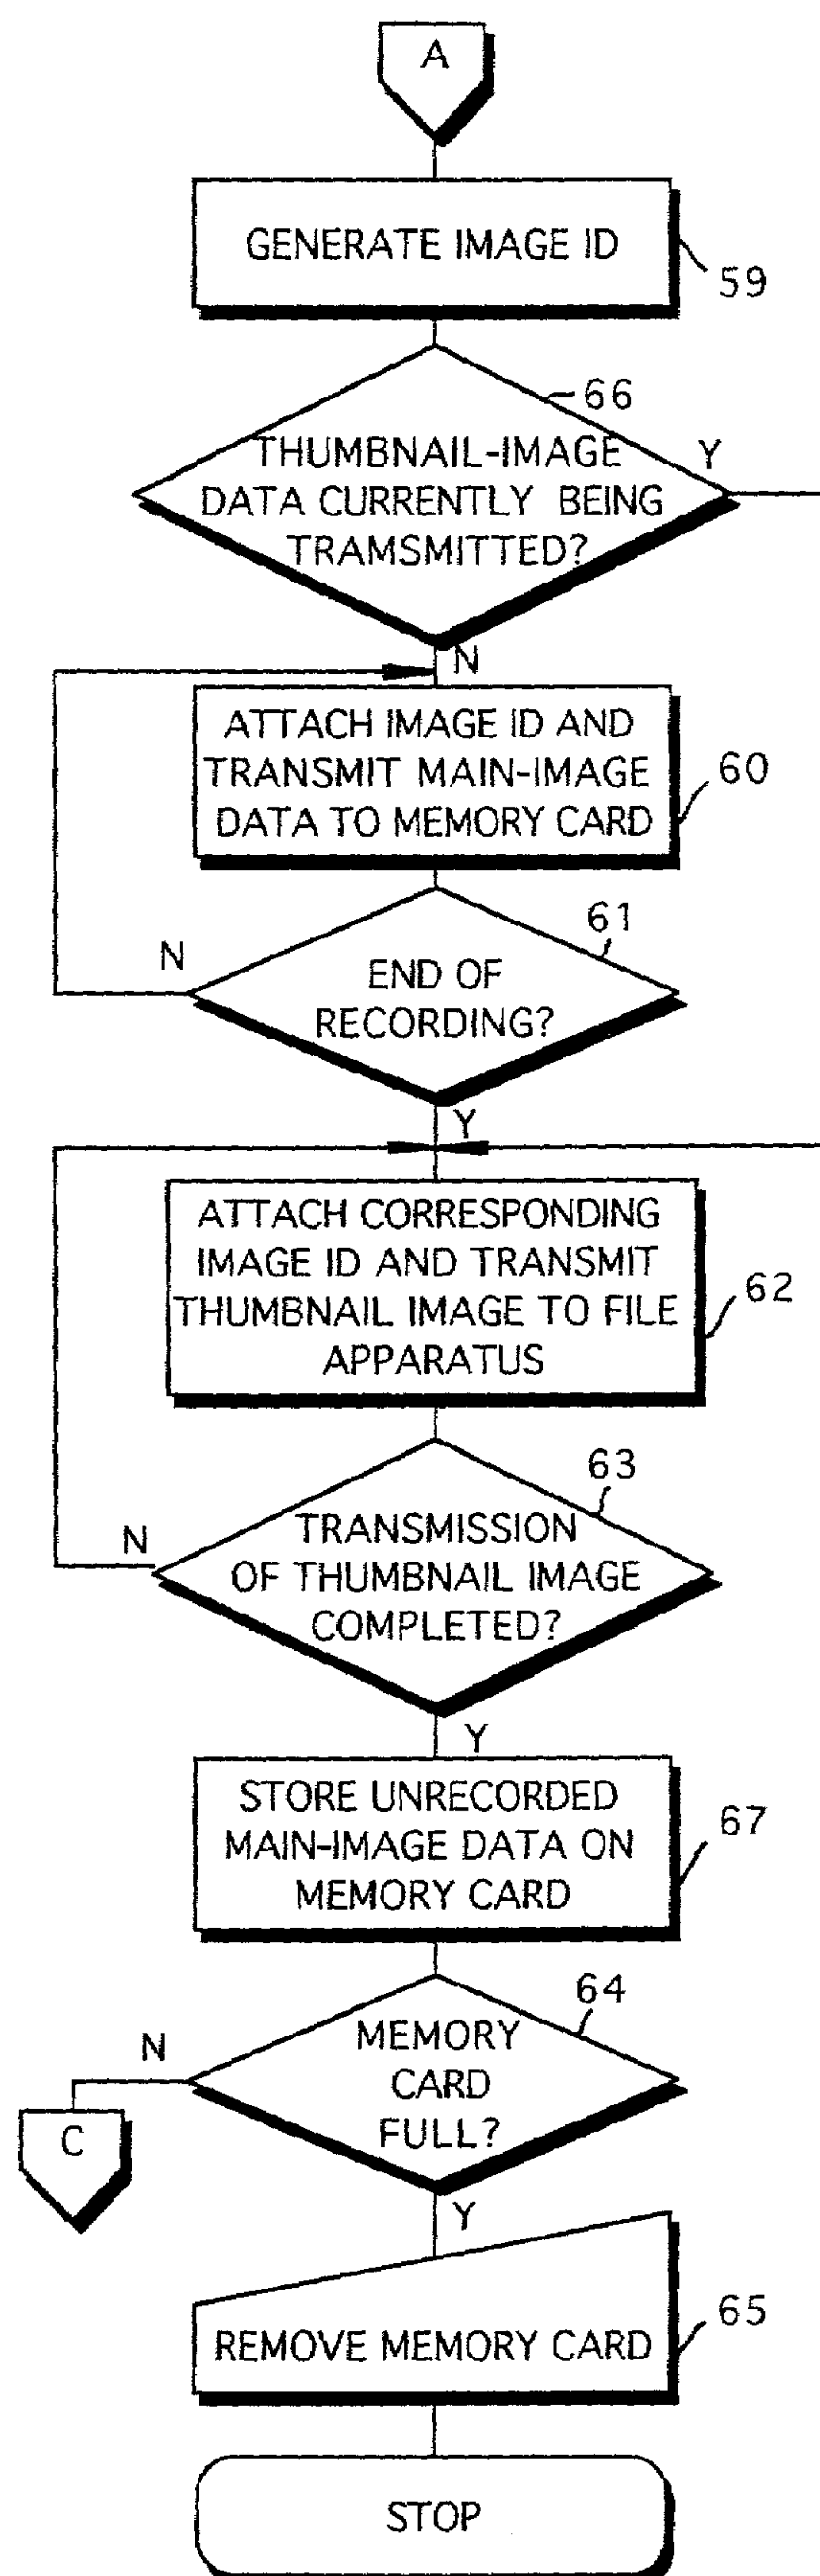 A
GENERATE IMAGE ID
59
66
THUMBNAIL-IMAGE
Y
DATA CURRENTLY BEING
TRAMSMITTED?
N
ATTACH IMAGE ID AND
TRANSMIT MAIN-IMAGE
60
DATA TO MEMORY CARD
61
N
END OF
RECORDING?
Y
ATTACH CORRESPONDING
IMAGE ID AND TRANSMIT
62
THUMBNAIL IMAGE TO FILE
APPARATUS
63
N
TRANSMISSION
OF THUMBNAIL IMAGE
COMPLETED?
Y
STORE UNRECORDED
67
MAIN-IMAGE DATA ON
MEMORY CARD
64
N
MEMORY
CARD
FULL?
C
Y
65
REMOVE MEMORY CARD
STOP